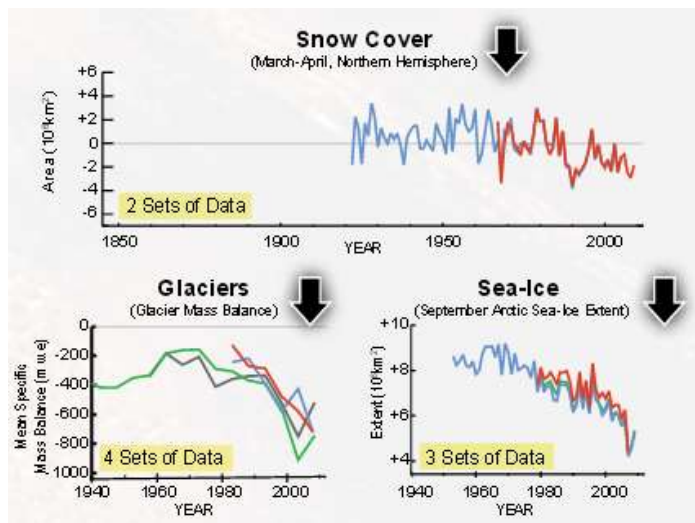 Snow Cover
(March-April, Northern Hemisphere)
+6
+4
+2
0
-2
-4
-6
Area (10⁶km²)
2 Sets of Data
1850
1900
1950
2000
YEAR
Glaciers
(Glacier Mass Balance)
0
-200
-400
-600
-800
1000
Mean Specific
Mass Balance (m w.e)
4 Sets of Data
1940
1960
1980
2000
YEAR
Sea-Ice
(September Arctic Sea-Ice Extent)
+10
+8
+6
+4
Extent (10⁶km²)
3 Sets of Data
1940
1960
1980
2000
YEAR